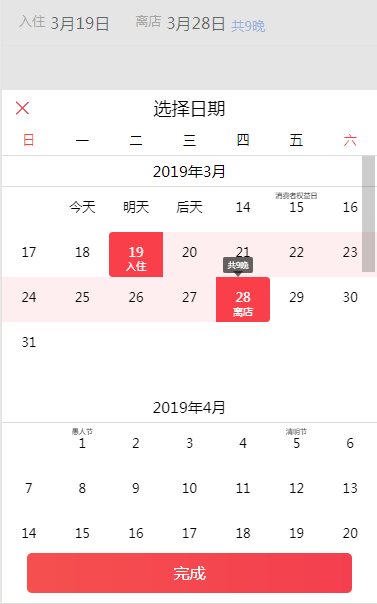 入住 3月19日 离店 3月28日 共9晚
选择日期
日 一 二 三 四 五 六
2019年3月
消费者权益日
今天 明天 后天 14 15 16
17 18 19 20 21 22 23
入住
共9晚
24 25 26 27 28 29 30
离店
31
2019年4月
愚人节 清明节
1 2 3 4 5 6
7 8 9 10 11 12 13
14 15 16 17 18 19 20
完成